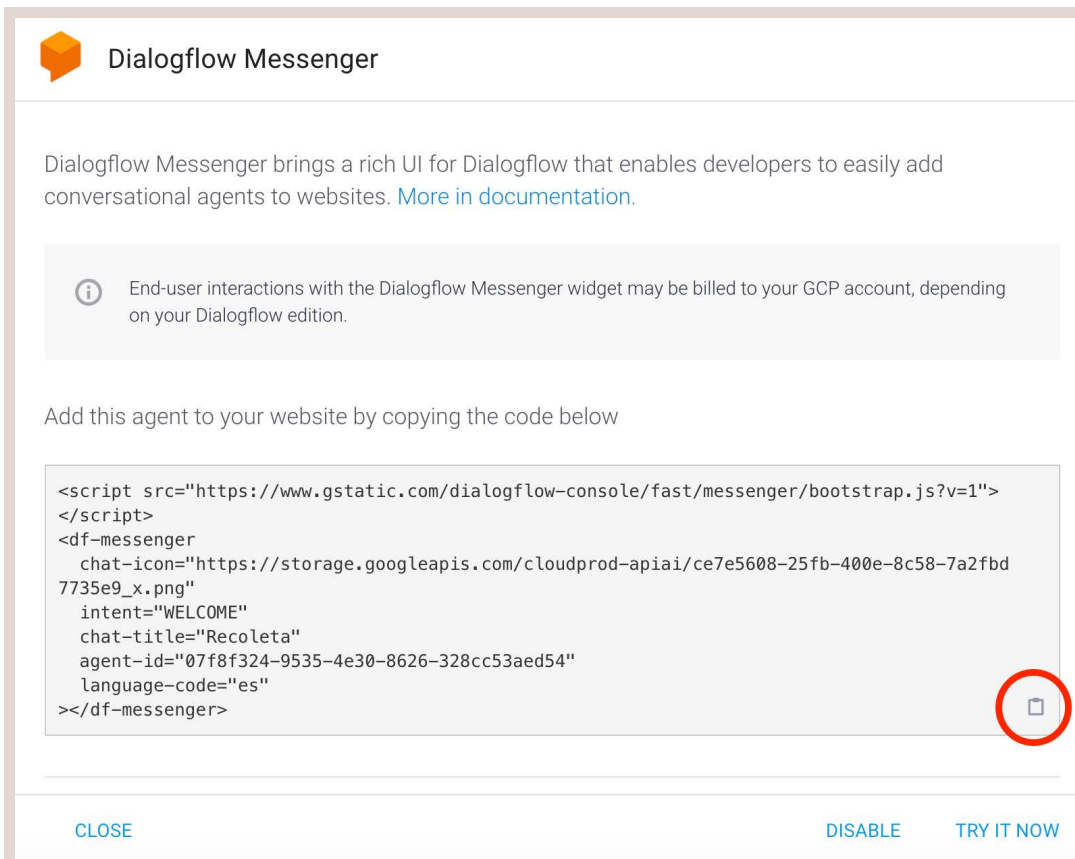 Dialogflow Messenger
Dialogflow Messenger brings a rich UI for Dialogflow that enables developers to easily add
conversational agents to websites. More in documentation.
End-user interactions with the Dialogflow Messenger widget may be billed to your GCP account, depending
on your Dialogflow edition.
Add this agent to your website by copying the code below
<script src="https://www.gstatic.com/dialogflow-console/fast/messenger/bootstrap.js?v=1">
</script>
<df-messenger
  chat-icon="https://storage.googleapis.com/cloudprod-apiai/ce7e5608-25fb-400e-8c58-7a2fbd
7735e9_x.png"
  intent="WELCOME"
  chat-title="Recoleta"
  agent-id="07f8f324-9535-4e30-8626-328cc53aed54"
  language-code="es"
></df-messenger>
CLOSE DISABLE TRY IT NOW